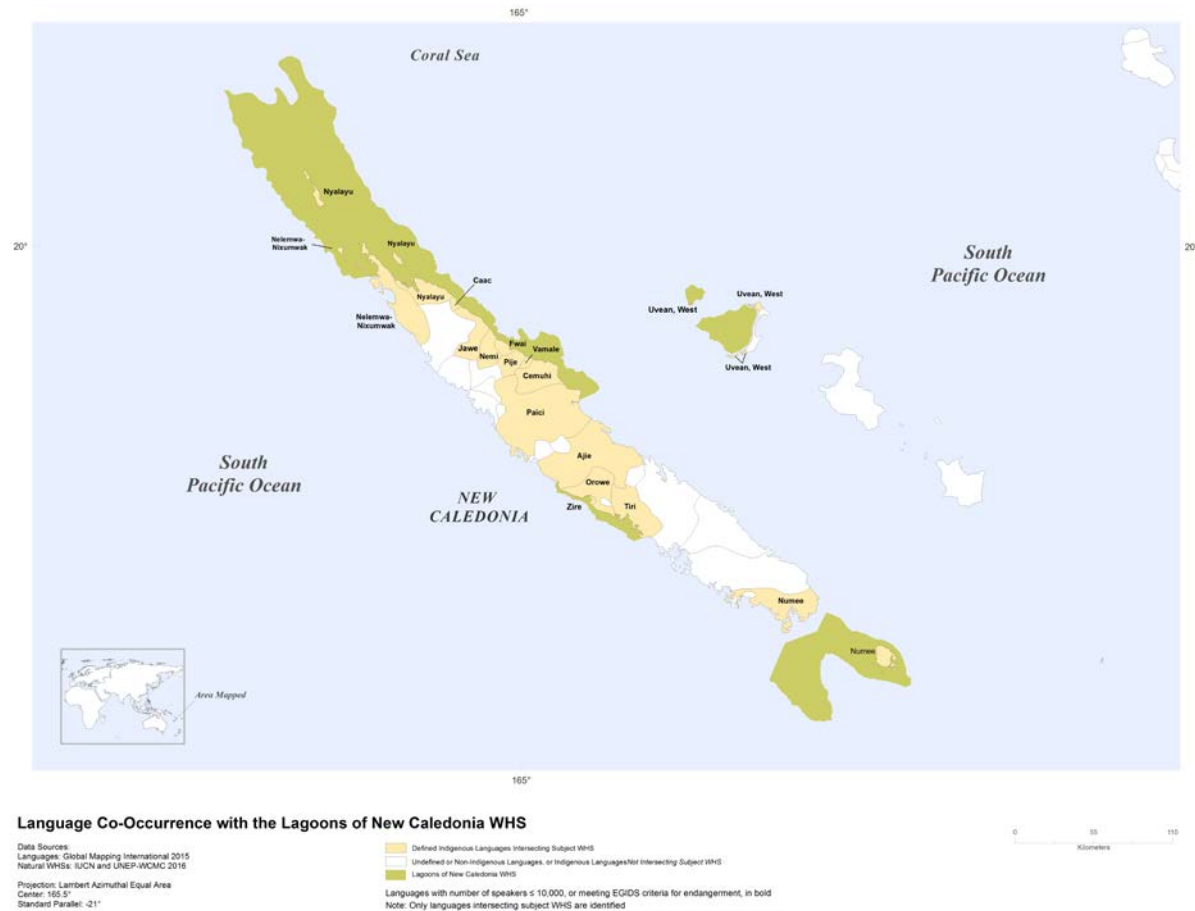 165°
Coral Sea
Nyalayu
Nelemwa-
Nixumwak
Nyalayu
20°
20
South
Pacific Ocean
Caac
Nyalayu
Uvean, West
Uvean, West
Nelemwa-
Nixumwak
Fwai
Vamale
Jawe
Nemi
Pije
Cemuhi
Uvean, West
Paici
Ajie
South
Pacific Ocean
Orowe
NEW
CALEDONIA
Zire
Tiri
Numee
Numee
Area Mapped
165°
Language Co-Occurrence with the Lagoons of New Caledonia WHS
Data Sources:
Languages: Global Mapping International 2015
Natural WHSs: IUCN and UNEP-WCMC 2016
Projection: Lambert Azimuthal Equal Area
Center: 165.5°
Standard Parallel: -21°
Defined Indigenous Languages Intersecting Subject WHS
Undefined or Non-Indigenous Languages, or Indigenous LanguagesNot Intersecting Subject WHS
Lagoons of New Caledonia WHS
Languages with number of speakers ≤ 10,000, or meeting EGIDS criteria for endangerment, in bold
Note: Only languages intersecting subject WHS are identified
0 55 110
Kilometers